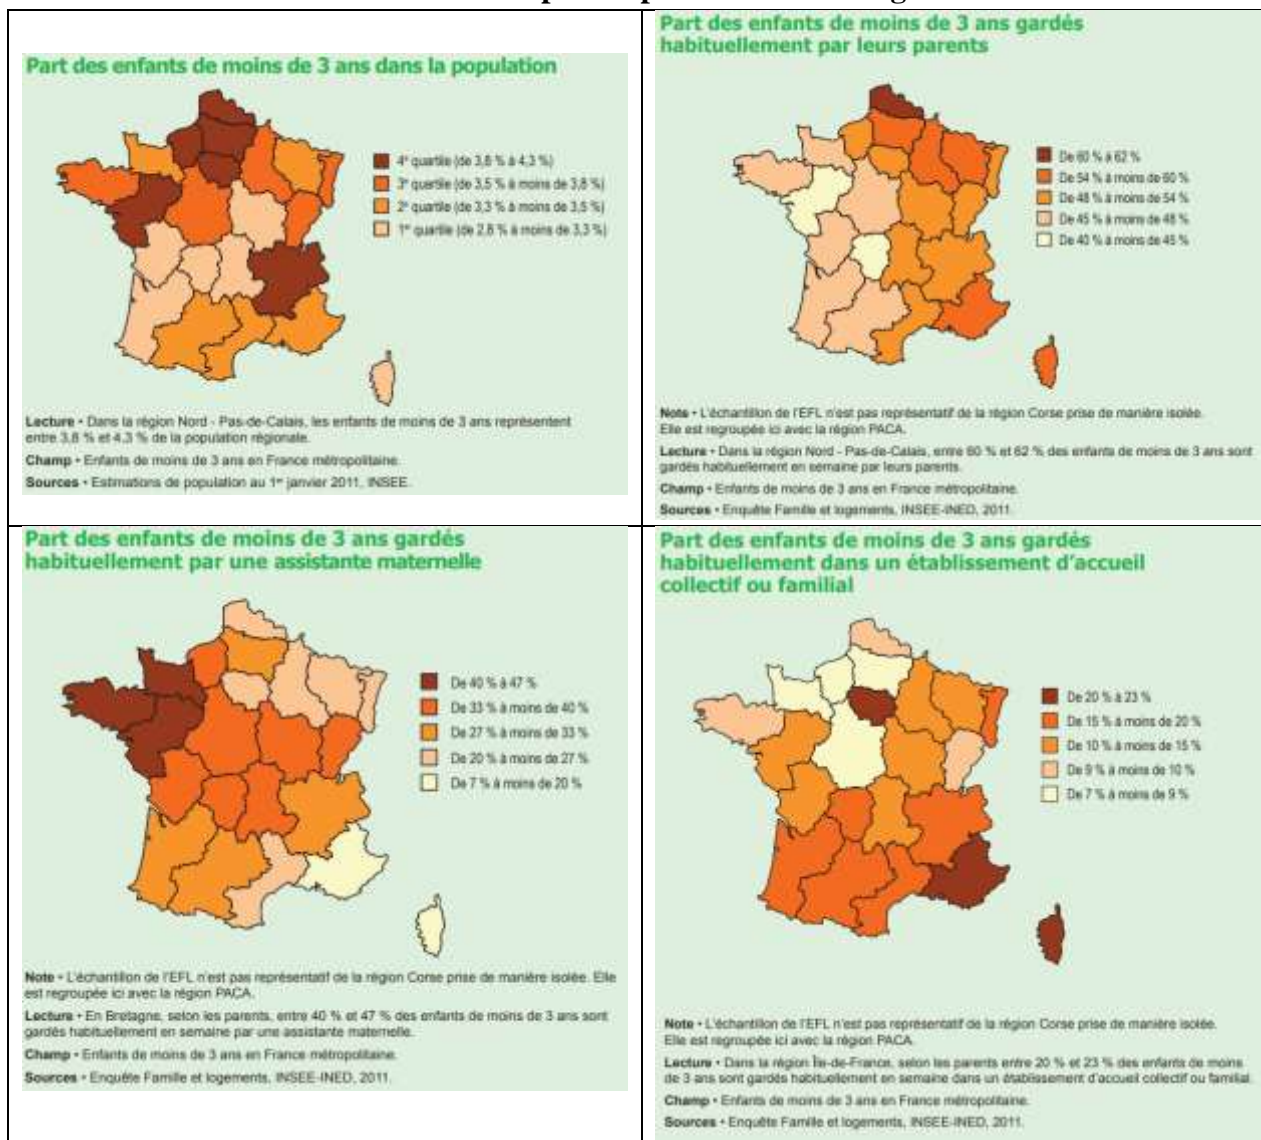 Part des enfants de moins de 3 ans dans la population
4e quartile (de 3,8 % à 4,3 %)
3e quartile (de 3,5 % à moins de 3,8 %)
2e quartile (de 3,3 % à moins de 3,5 %)
1er quartile (de 2,8 % à moins de 3,3 %)
Lecture • Dans la région Nord - Pas-de-Calais, les enfants de moins de 3 ans représentent
entre 3,8 % et 4,3 % de la population régionale.
Champ • Enfants de moins de 3 ans en France métropolitaine.
Sources • Estimations de population au 1er janvier 2011, INSEE.
Part des enfants de moins de 3 ans gardés
habituellement par leurs parents
De 60 % à 62 %
De 54 % à moins de 60 %
De 48 % à moins de 54 %
De 45 % à moins de 48 %
De 40 % à moins de 45 %
Note • L'échantillon de l'EFL n'est pas représentatif de la région Corse prise de manière isolée.
Elle est regroupée ici avec la région PACA.
Lecture • Dans la région Nord - Pas-de-Calais, entre 60 % et 62 % des enfants de moins de 3 ans sont
gardés habituellement en semaine par leurs parents.
Champ • Enfants de moins de 3 ans en France métropolitaine.
Sources • Enquête Famille et logements, INSEE-INED, 2011.
Part des enfants de moins de 3 ans gardés
habituellement par une assistante maternelle
De 40 % à 47 %
De 33 % à moins de 40 %
De 27 % à moins de 33 %
De 20 % à moins de 27 %
De 7 % à moins de 20 %
Note • L'échantillon de l'EFL n'est pas représentatif de la région Corse prise de manière isolée. Elle
est regroupée ici avec la région PACA.
Lecture • En Bretagne, selon les parents, entre 40 % et 47 % des enfants de moins de 3 ans sont
gardés habituellement en semaine par une assistante maternelle.
Champ • Enfants de moins de 3 ans en France métropolitaine.
Sources • Enquête Famille et logements, INSEE-INED, 2011.
Part des enfants de moins de 3 ans gardés
habituellement dans un établissement d'accueil
collectif ou familial
De 20 % à 23 %
De 15 % à moins de 20 %
De 10 % à moins de 15 %
De 9 % à moins de 10 %
De 7 % à moins de 9 %
Note • L'échantillon de l'EFL n'est pas représentatif de la région Corse prise de manière isolée.
Elle est regroupée ici avec la région PACA.
Lecture • Dans la région Île-de-France, selon les parents entre 20 % et 23 % des enfants de moins
de 3 ans sont gardés habituellement en semaine dans un établissement d'accueil collectif ou familial.
Champ • Enfants de moins de 3 ans en France métropolitaine.
Sources • Enquête Famille et logements, INSEE-INED, 2011.